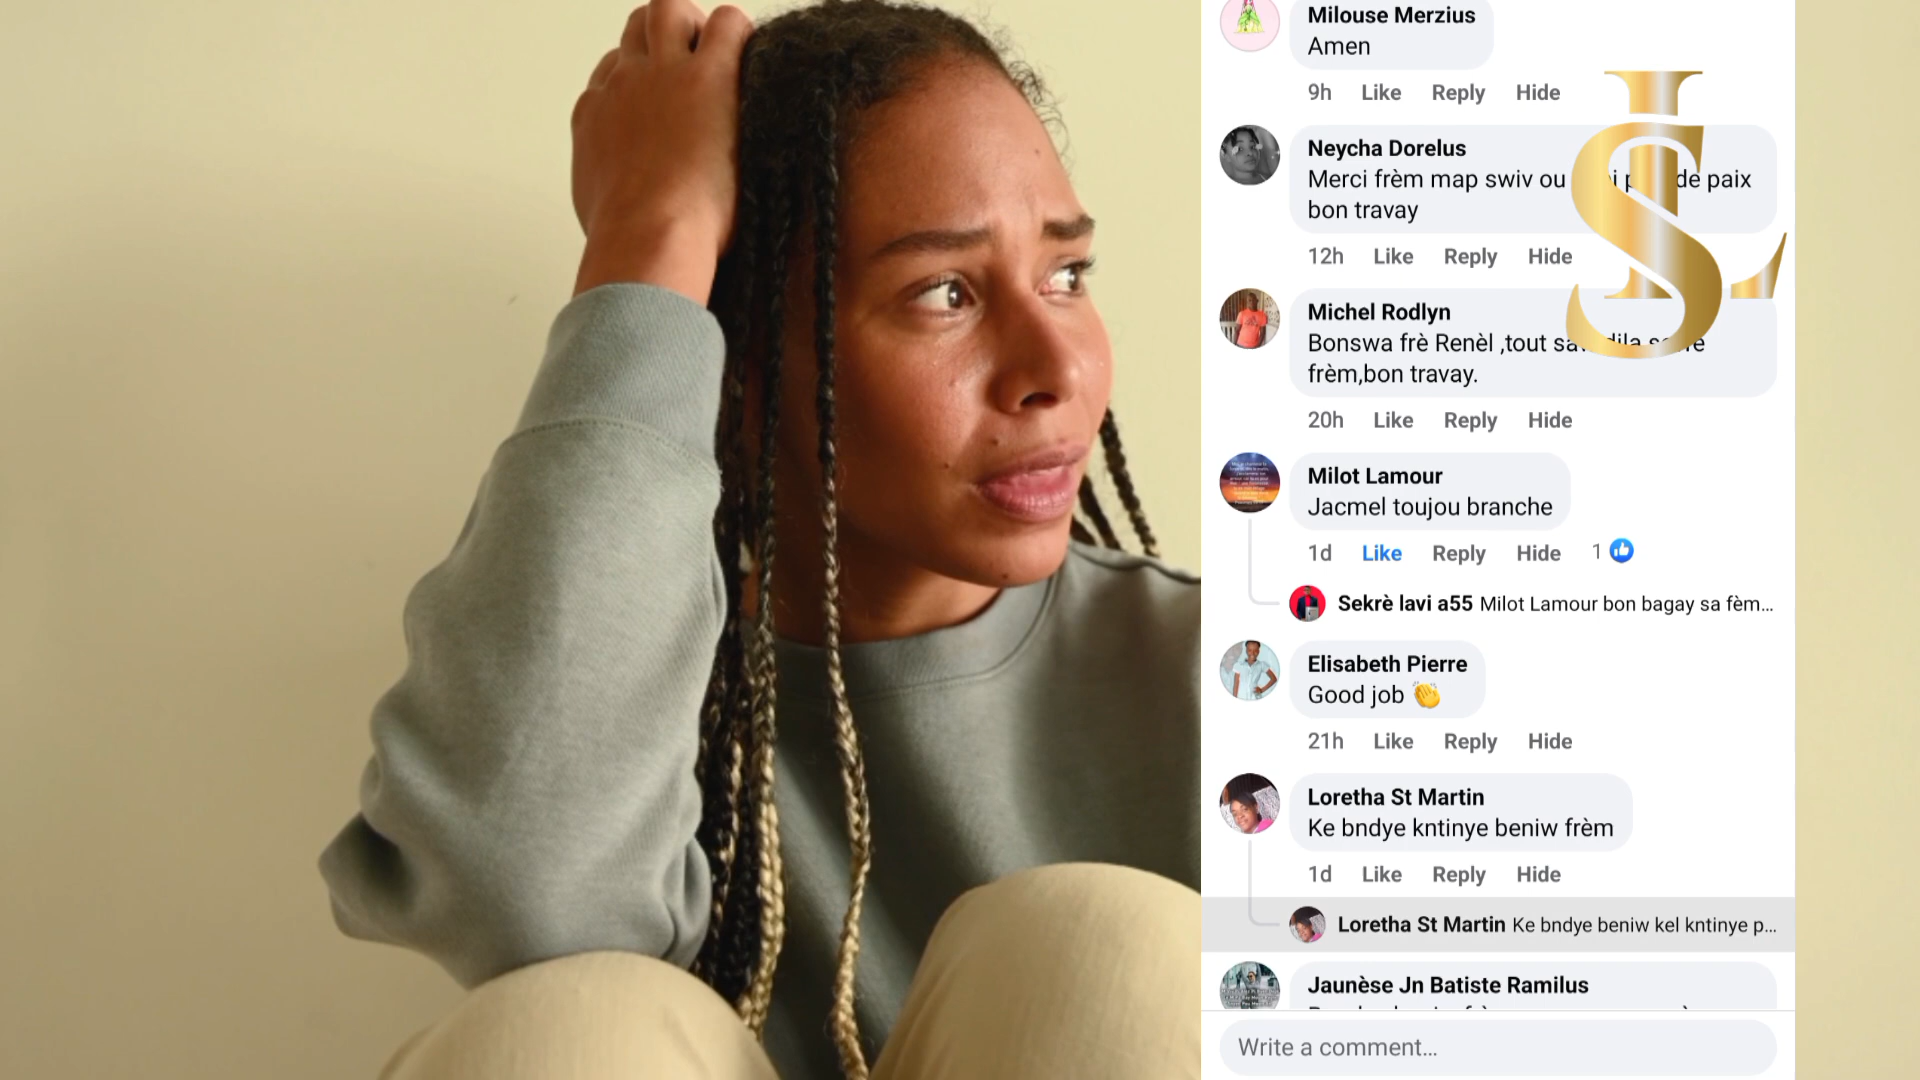 Milouse Merzius
Amen
9h Like Reply Hide
Neycha Dorelus
Merci frèm map swiv ou de paix
bon travay
12h Like Reply Hide
Michel Rodlyn
Bonswa frè Renèl ,tout
frèm,bon travay.
20h Like Reply Hide
Milot Lamour
Jacmel toujou branche
1d Like Reply Hide 1
Sekrè lavi a55 Milot Lamour bon bagay sa fèm...
Elisabeth Pierre
Good job 👏
21h Like Reply Hide
Loretha St Martin
Ke bndye kntinye beniw frèm
1d Like Reply Hide
Loretha St Martin Ke bndye beniw kel kntinye p...
Jaunèse Jn Batiste Ramilus
Write a comment...